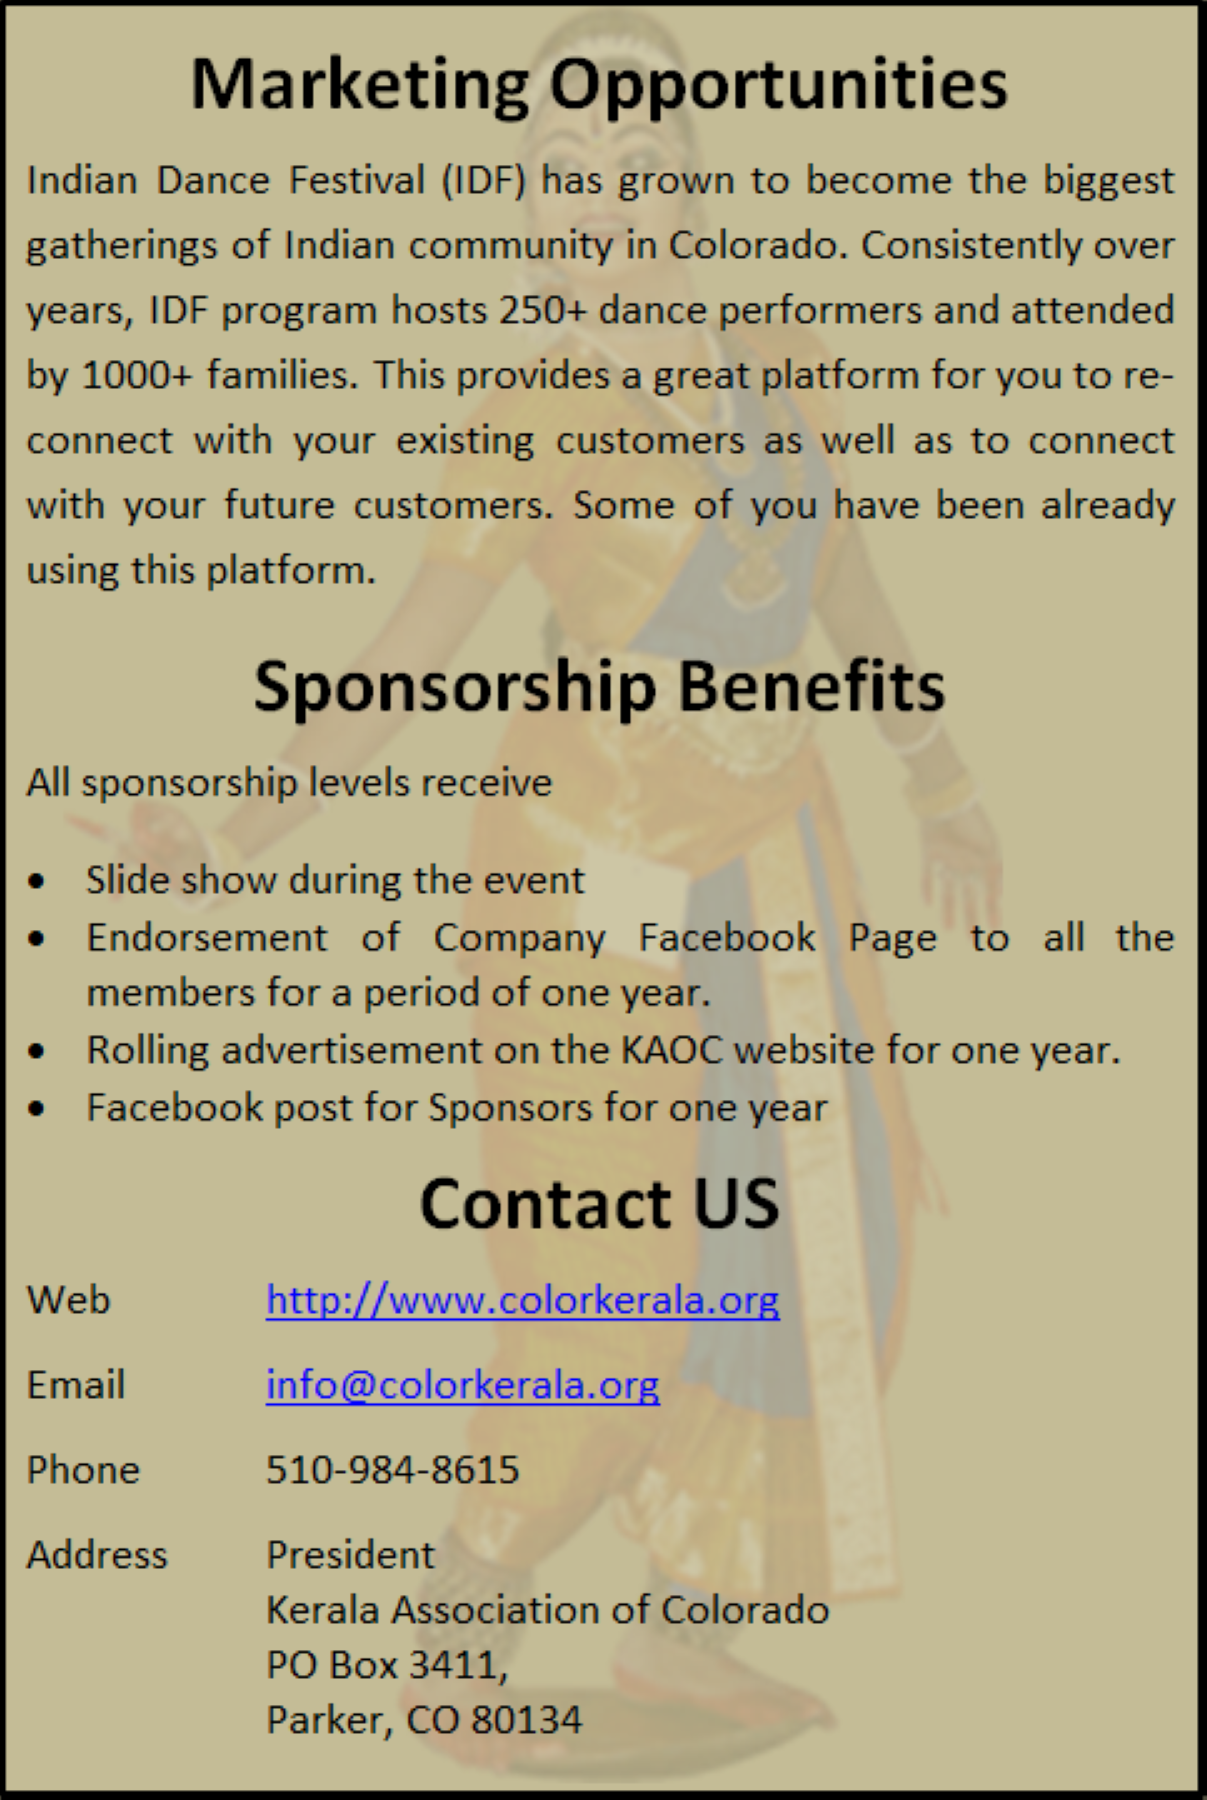 Marketing Opportunities
Indian Dance Festival (IDF) has grown to become the biggest
gatherings of Indian community in Colorado. Consistently over
years, IDF program hosts 250+ dance performers and attended
by 1000+ families. This provides a great platform for you to re-
connect with your existing customers as well as to connect
with your future customers. Some of you have been already
using this platform.
Sponsorship Benefits
All sponsorship levels receive
• Slide show during the event
• Endorsement of Company Facebook Page to all the
members for a period of one year.
• Rolling advertisement on the KAOC website for one year.
• Facebook post for Sponsors for one year
Contact US
Web http://www.colorkerala.org
Email info@colorkerala.org
Phone 510-984-8615
Address President
Kerala Association of Colorado
PO Box 3411,
Parker, CO 80134